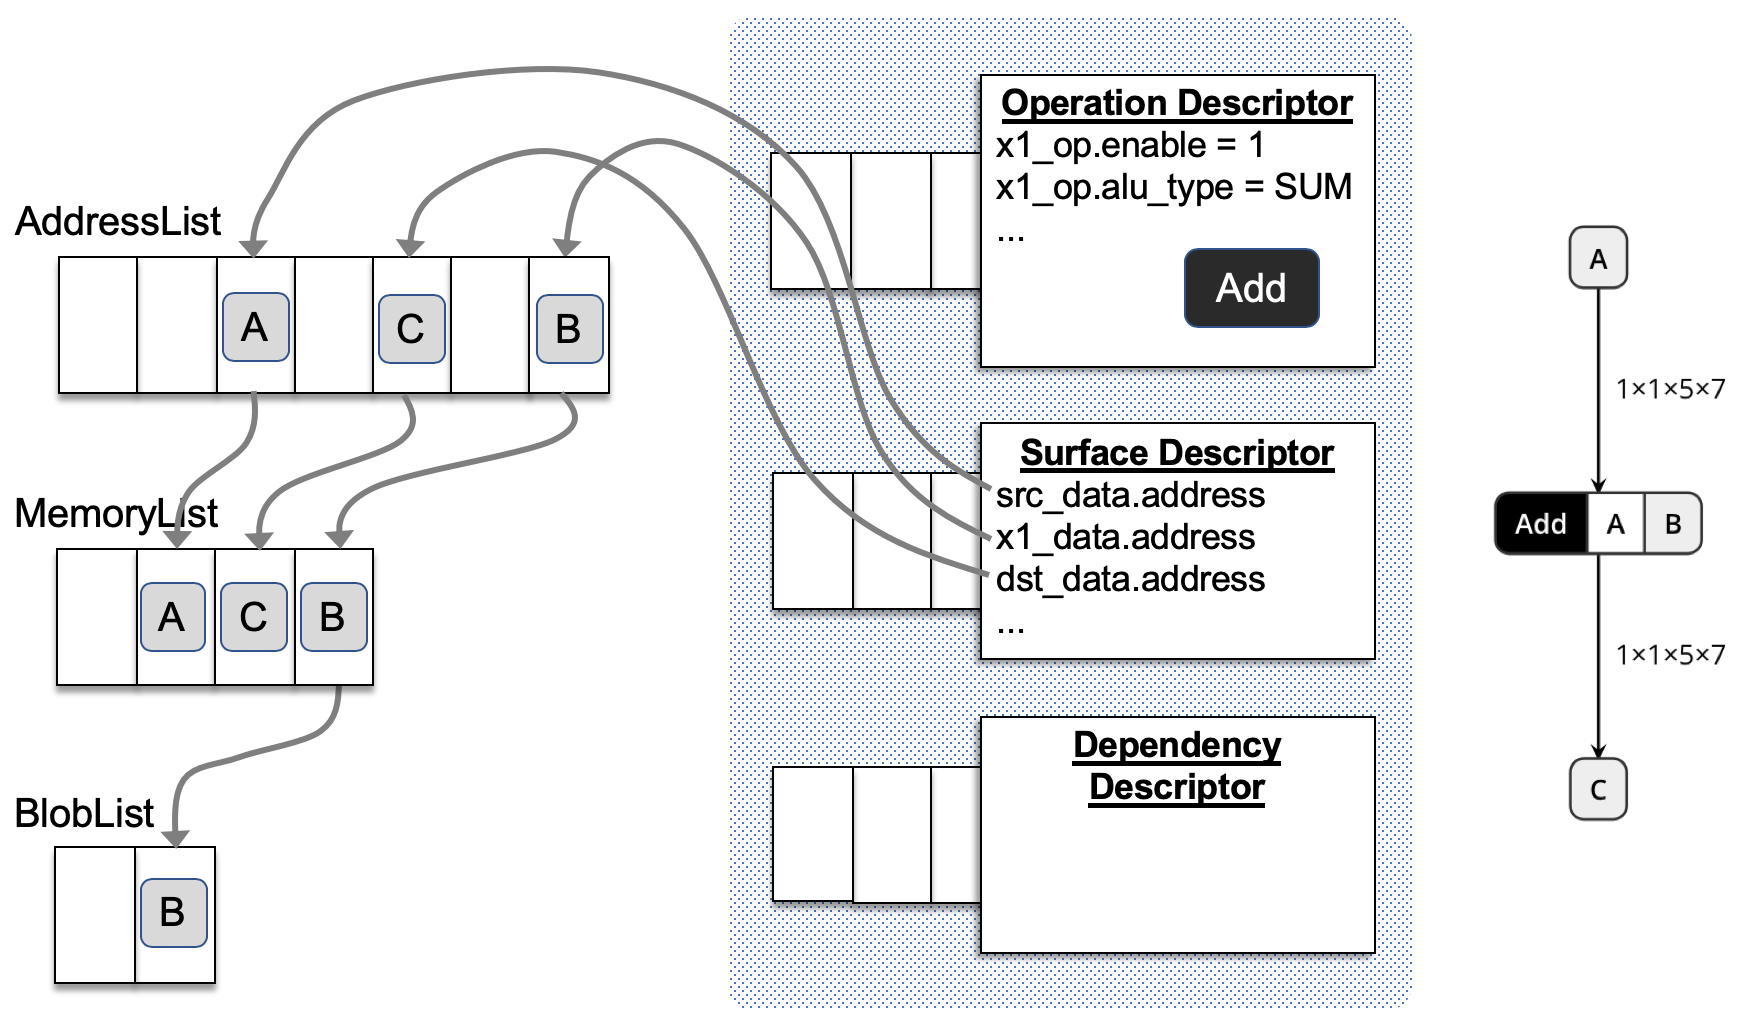 AddressList
A
C
B
MemoryList
A
C
B
BlobList
B
Operation Descriptor
x1_op.enable = 1
x1_op.alu_type = SUM
...
Add
Surface Descriptor
src_data.address
x1_data.address
dst_data.address
...
Dependency
Descriptor
A
1×1×5×7
Add A B
1×1×5×7
C